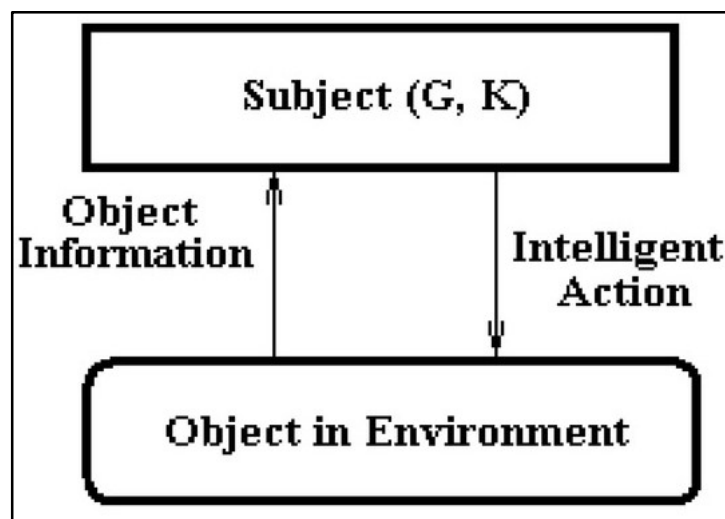 Subject (G, K)
Object
Information
Intelligent
Action
Object in Environment